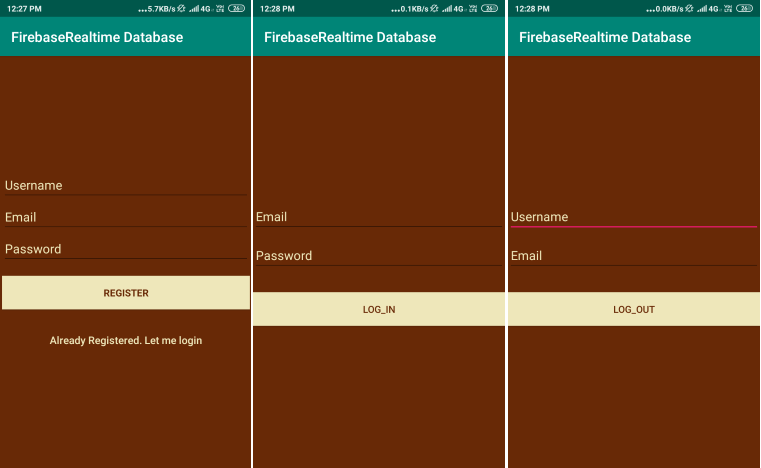 12:27 PM ...5.7KB/s 4G 26
FirebaseRealtime Database
Username
Email
Password
REGISTER
Already Registered. Let me login
12:28 PM ...0.1KB/s 4G 26
FirebaseRealtime Database
Email
Password
LOG_IN
12:28 PM ...0.0KB/s 4G 26
FirebaseRealtime Database
Username
Email
LOG_OUT